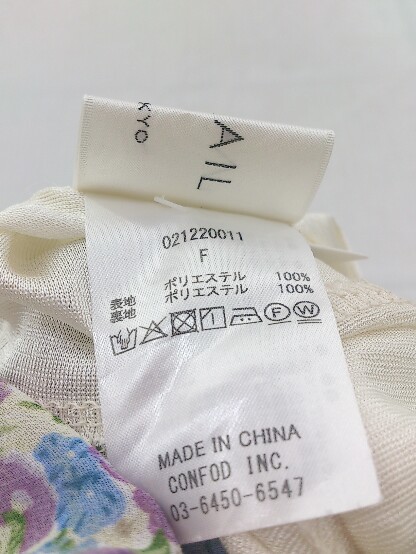 KYO
AIL
021220011
F
表地 ポリエステル 100%
裏地 ポリエステル 100%
F W
MADE IN CHINA
CONFOD INC.
03-6450-6547